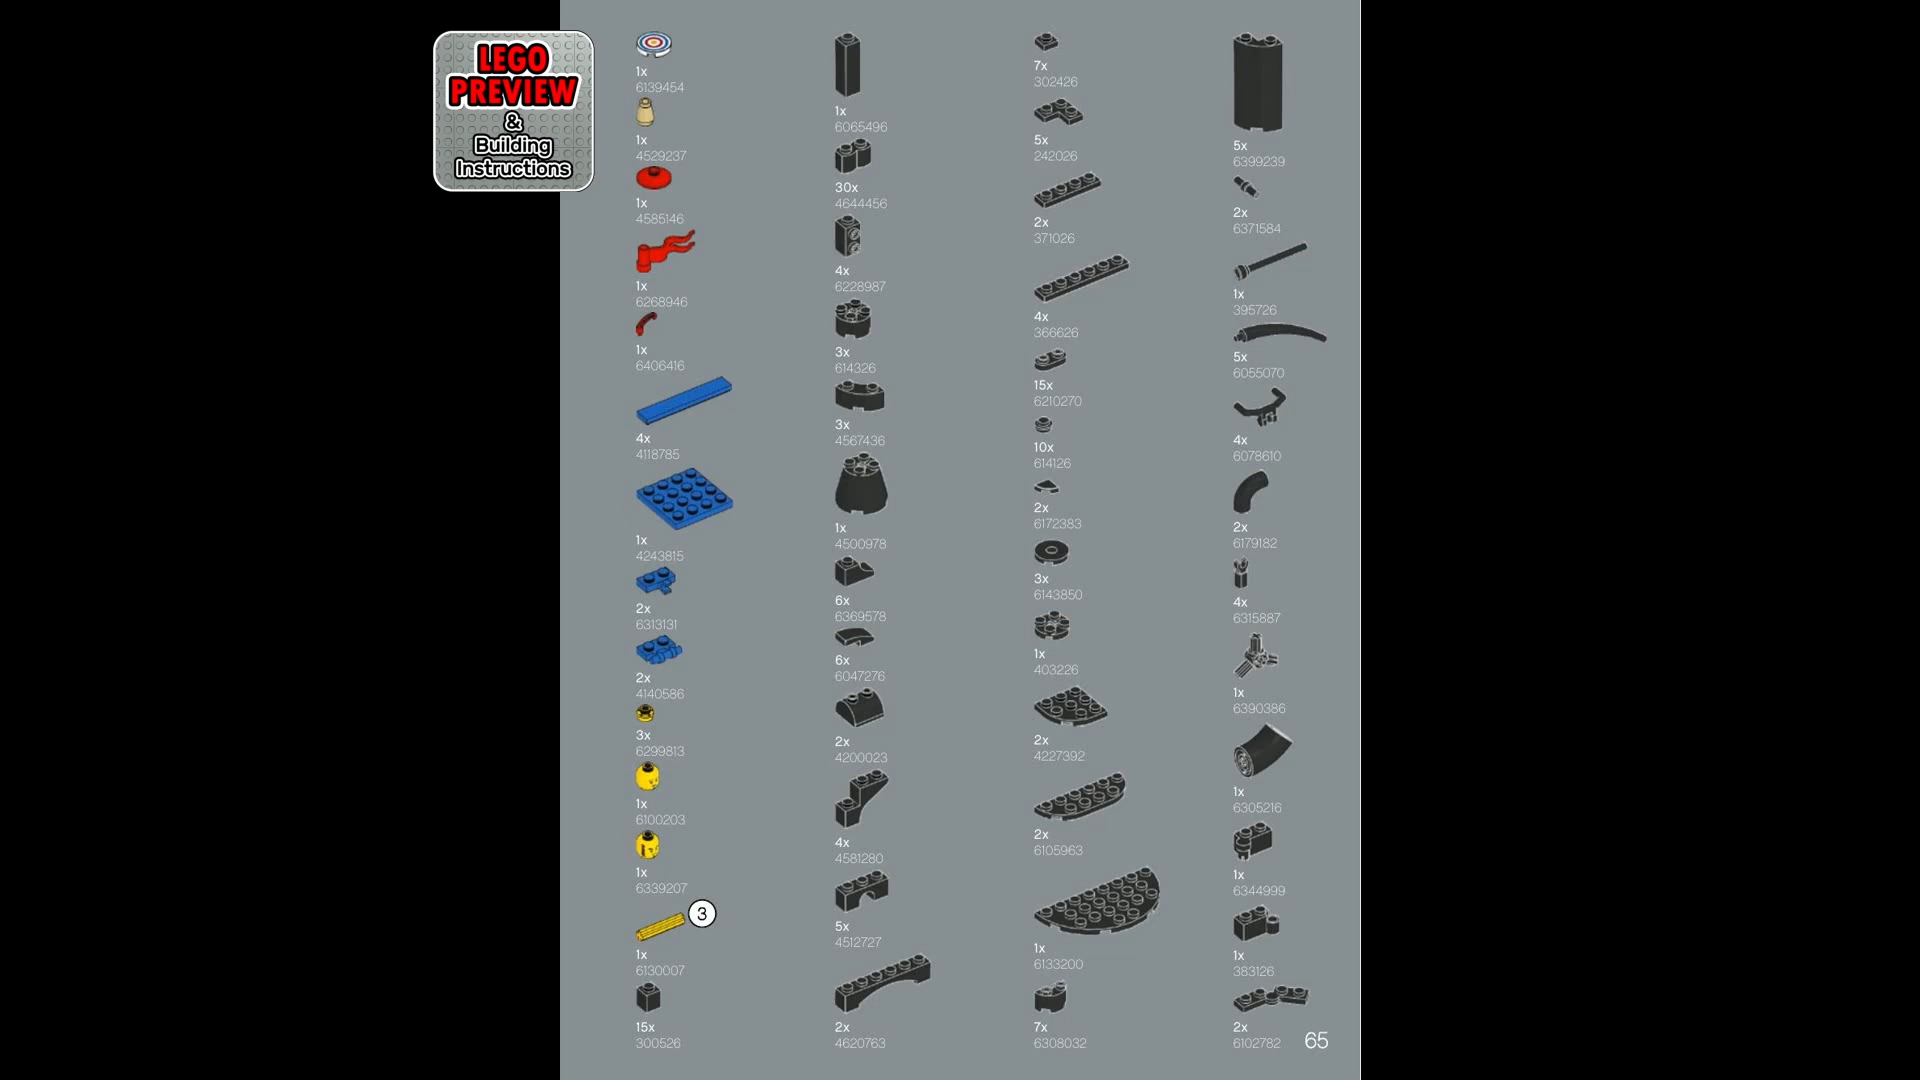 LEGO
PREVIEW
&
Building
Instructions
1x
6139454
1x
4529237
1x
4585146
1x
6268946
1x
6406416
4x
4118785
1x
4243815
2x
6313131
2x
4140586
3x
6299813
1x
6100203
1x
6339207
3
1x
6130007
15x
300526
1x
6065496
30x
4644456
4x
6228987
3x
614326
3x
4567436
1x
4500978
6x
6369578
6x
6047276
2x
4200023
4x
4581280
5x
4512727
2x
4620763
7x
302426
5x
242026
2x
371026
4x
366626
15x
6210270
10x
614126
2x
6172383
3x
6143850
1x
403226
2x
4227392
2x
6105963
1x
6133200
7x
6308032
5x
6399239
2x
6371584
1x
395726
5x
6055070
4x
6078610
2x
6179182
4x
6315887
1x
6390386
1x
6305216
1x
6344999
1x
383126
2x
6102782
65